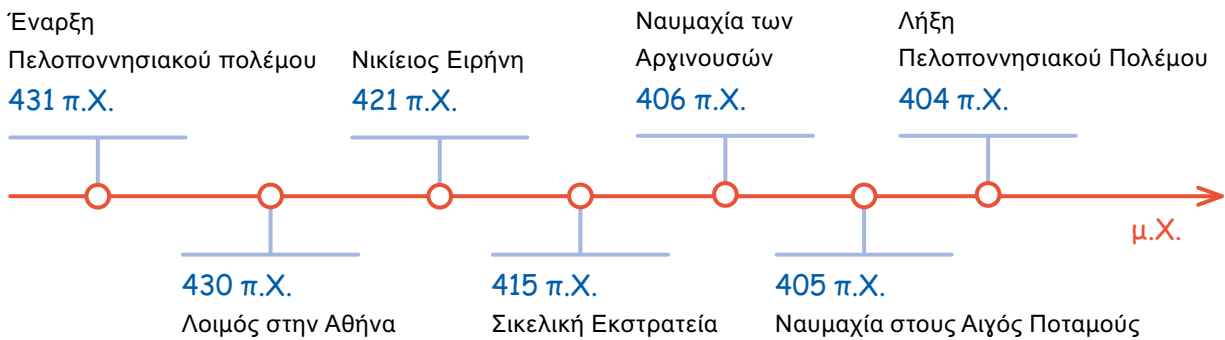 Έναρξη
Πελοποννησιακού πολέμου
431 π.Χ.
430 π.Χ.
Λοιμός στην Αθήνα
Νικίειος Ειρήνη
421 π.Χ.
415 π.Χ.
Σικελική Εκστρατεία
Ναυμαχία των
Αργινουσών
406 π.Χ.
405 π.Χ.
Ναυμαχία στους Αιγός Ποταμούς
Λήξη
Πελοποννησιακού Πολέμου
404 π.Χ.
μ.Χ.